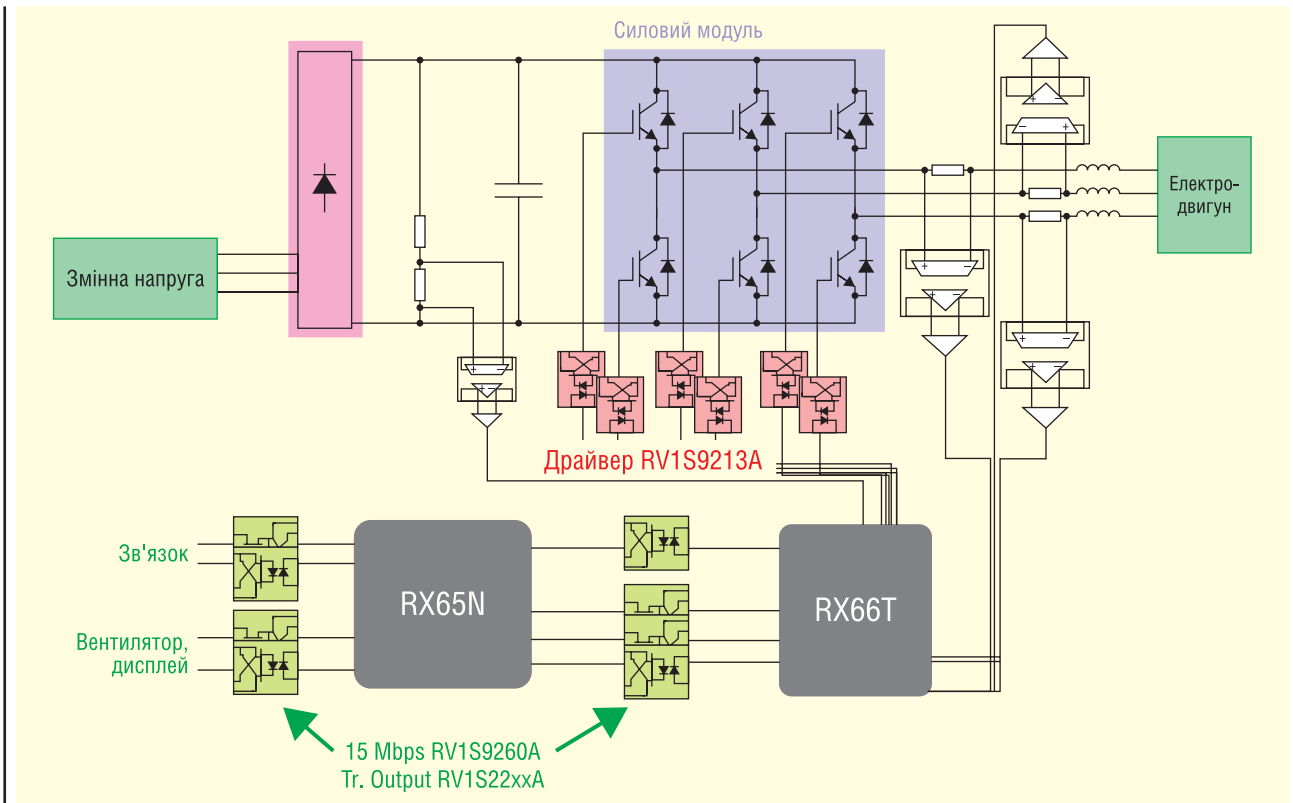 Силовий модуль
Електро-
двигун
Змінна напруга
Драйвер RV1S9213A
Зв'язок
RX65N
RX66T
Вентилятор,
дисплей
15 Mbps RV1S9260A
Tr. Output RV1S22xxA